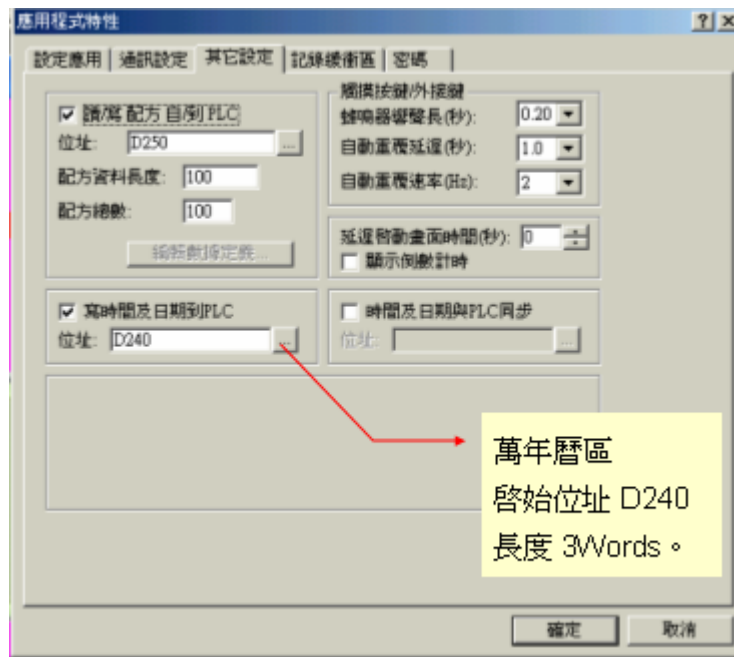 應用程式特性
設定應用 通訊設定 其它設定 記錄緩衝區 密碼
讀/寫 配方 自/到 PLC
位址: D250 ...
配方資料長度: 100
配方總數: 100
編輯數據定義...
觸摸按鍵/外接鍵
蜂鳴器響聲長(秒): 0.20
自動重覆延遲(秒): 1.0
自動重覆速率(Hz): 2
延遲啓動畫面時間(秒): 0
顯示倒數計時
寫時間及日期到PLC
位址: D240 ...
時間及日期與PLC同步
位址: ...
萬年曆區
啓始位址 D240
長度 3Words。
確定 取消